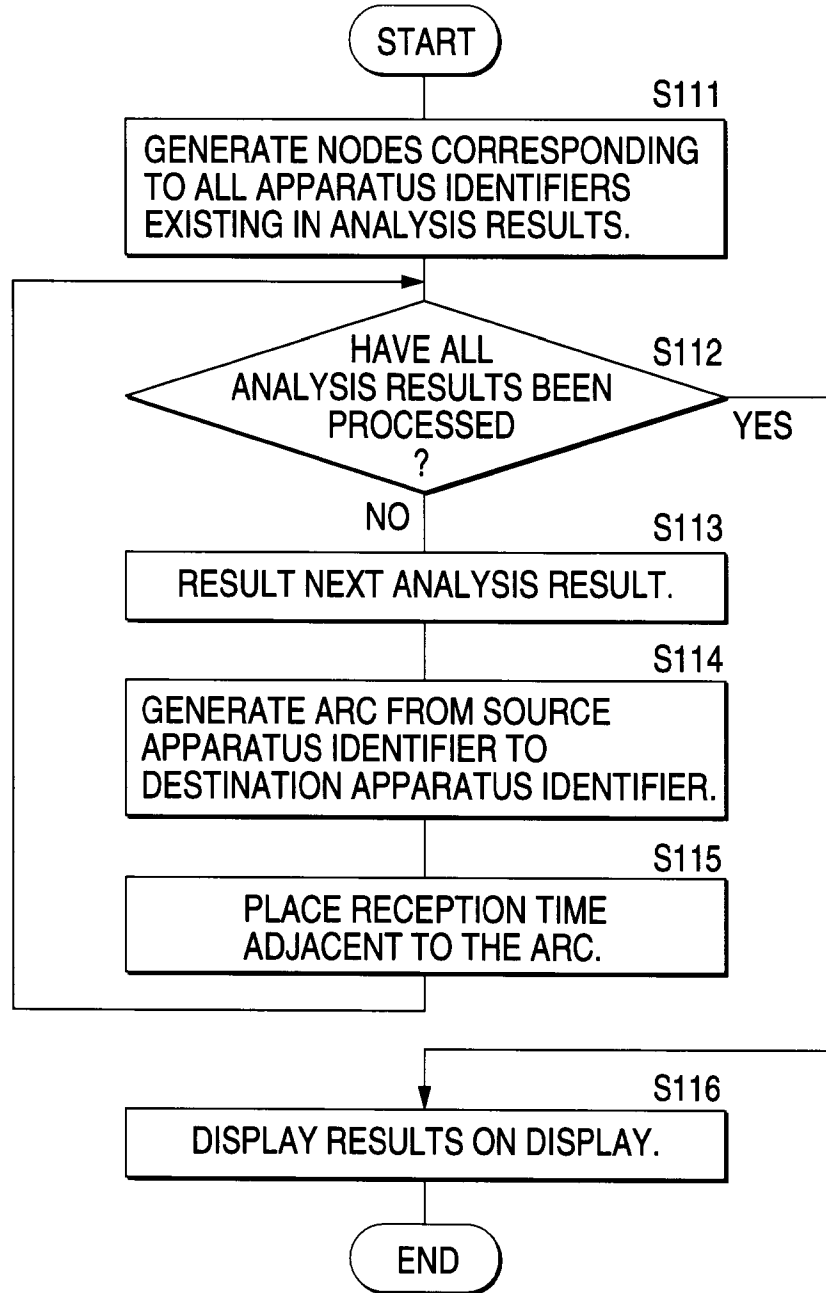 START
S111
GENERATE NODES CORRESPONDING
TO ALL APPARATUS IDENTIFIERS
EXISTING IN ANALYSIS RESULTS.
S112
HAVE ALL
ANALYSIS RESULTS BEEN
PROCESSED
?
YES
NO
S113
RESULT NEXT ANALYSIS RESULT.
S114
GENERATE ARC FROM SOURCE
APPARATUS IDENTIFIER TO
DESTINATION APPARATUS IDENTIFIER.
S115
PLACE RECEPTION TIME
ADJACENT TO THE ARC.
S116
DISPLAY RESULTS ON DISPLAY.
END